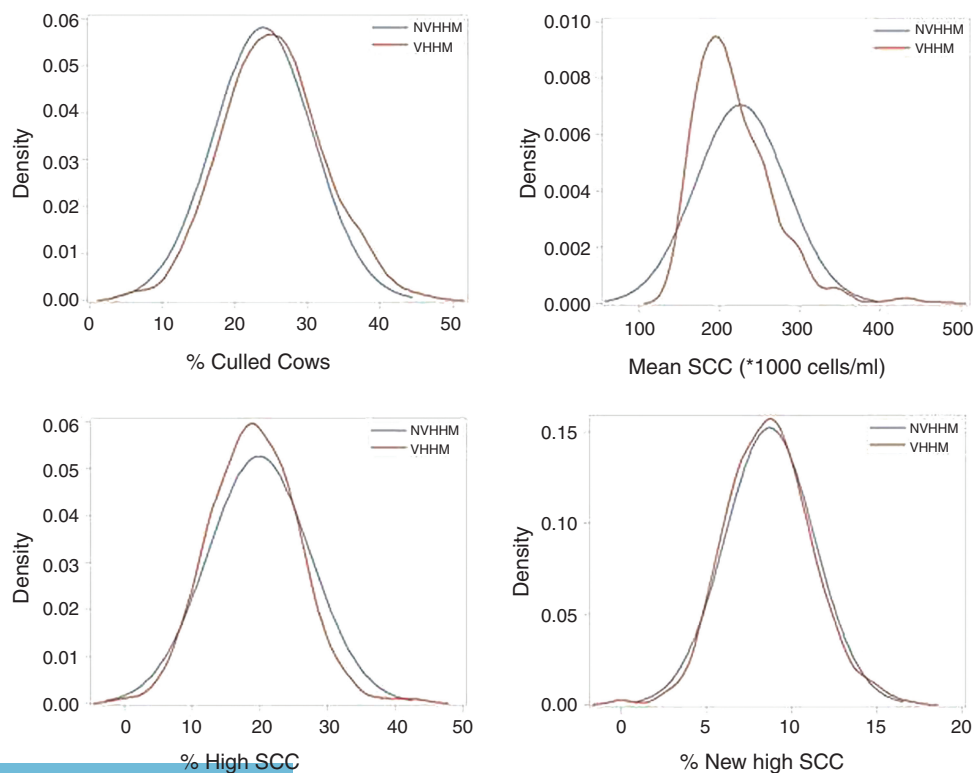 NVHHM
VHHM
0.06
0.05
0.04
0.03
0.02
0.01
0.00
Density
0 10 20 30 40 50
% Culled Cows
NVHHM
VHHM
0.010
0.008
0.006
0.004
0.002
0.000
Density
100 200 300 400 500
Mean SCC (*1000 cells/ml)
NVHHM
VHHM
0.06
0.05
0.04
0.03
0.02
0.01
0.00
Density
0 10 20 30 40 50
% High SCC
NVHHM
VHHM
0.15
0.10
0.05
0.00
Density
0 5 10 15 20
% New high SCC